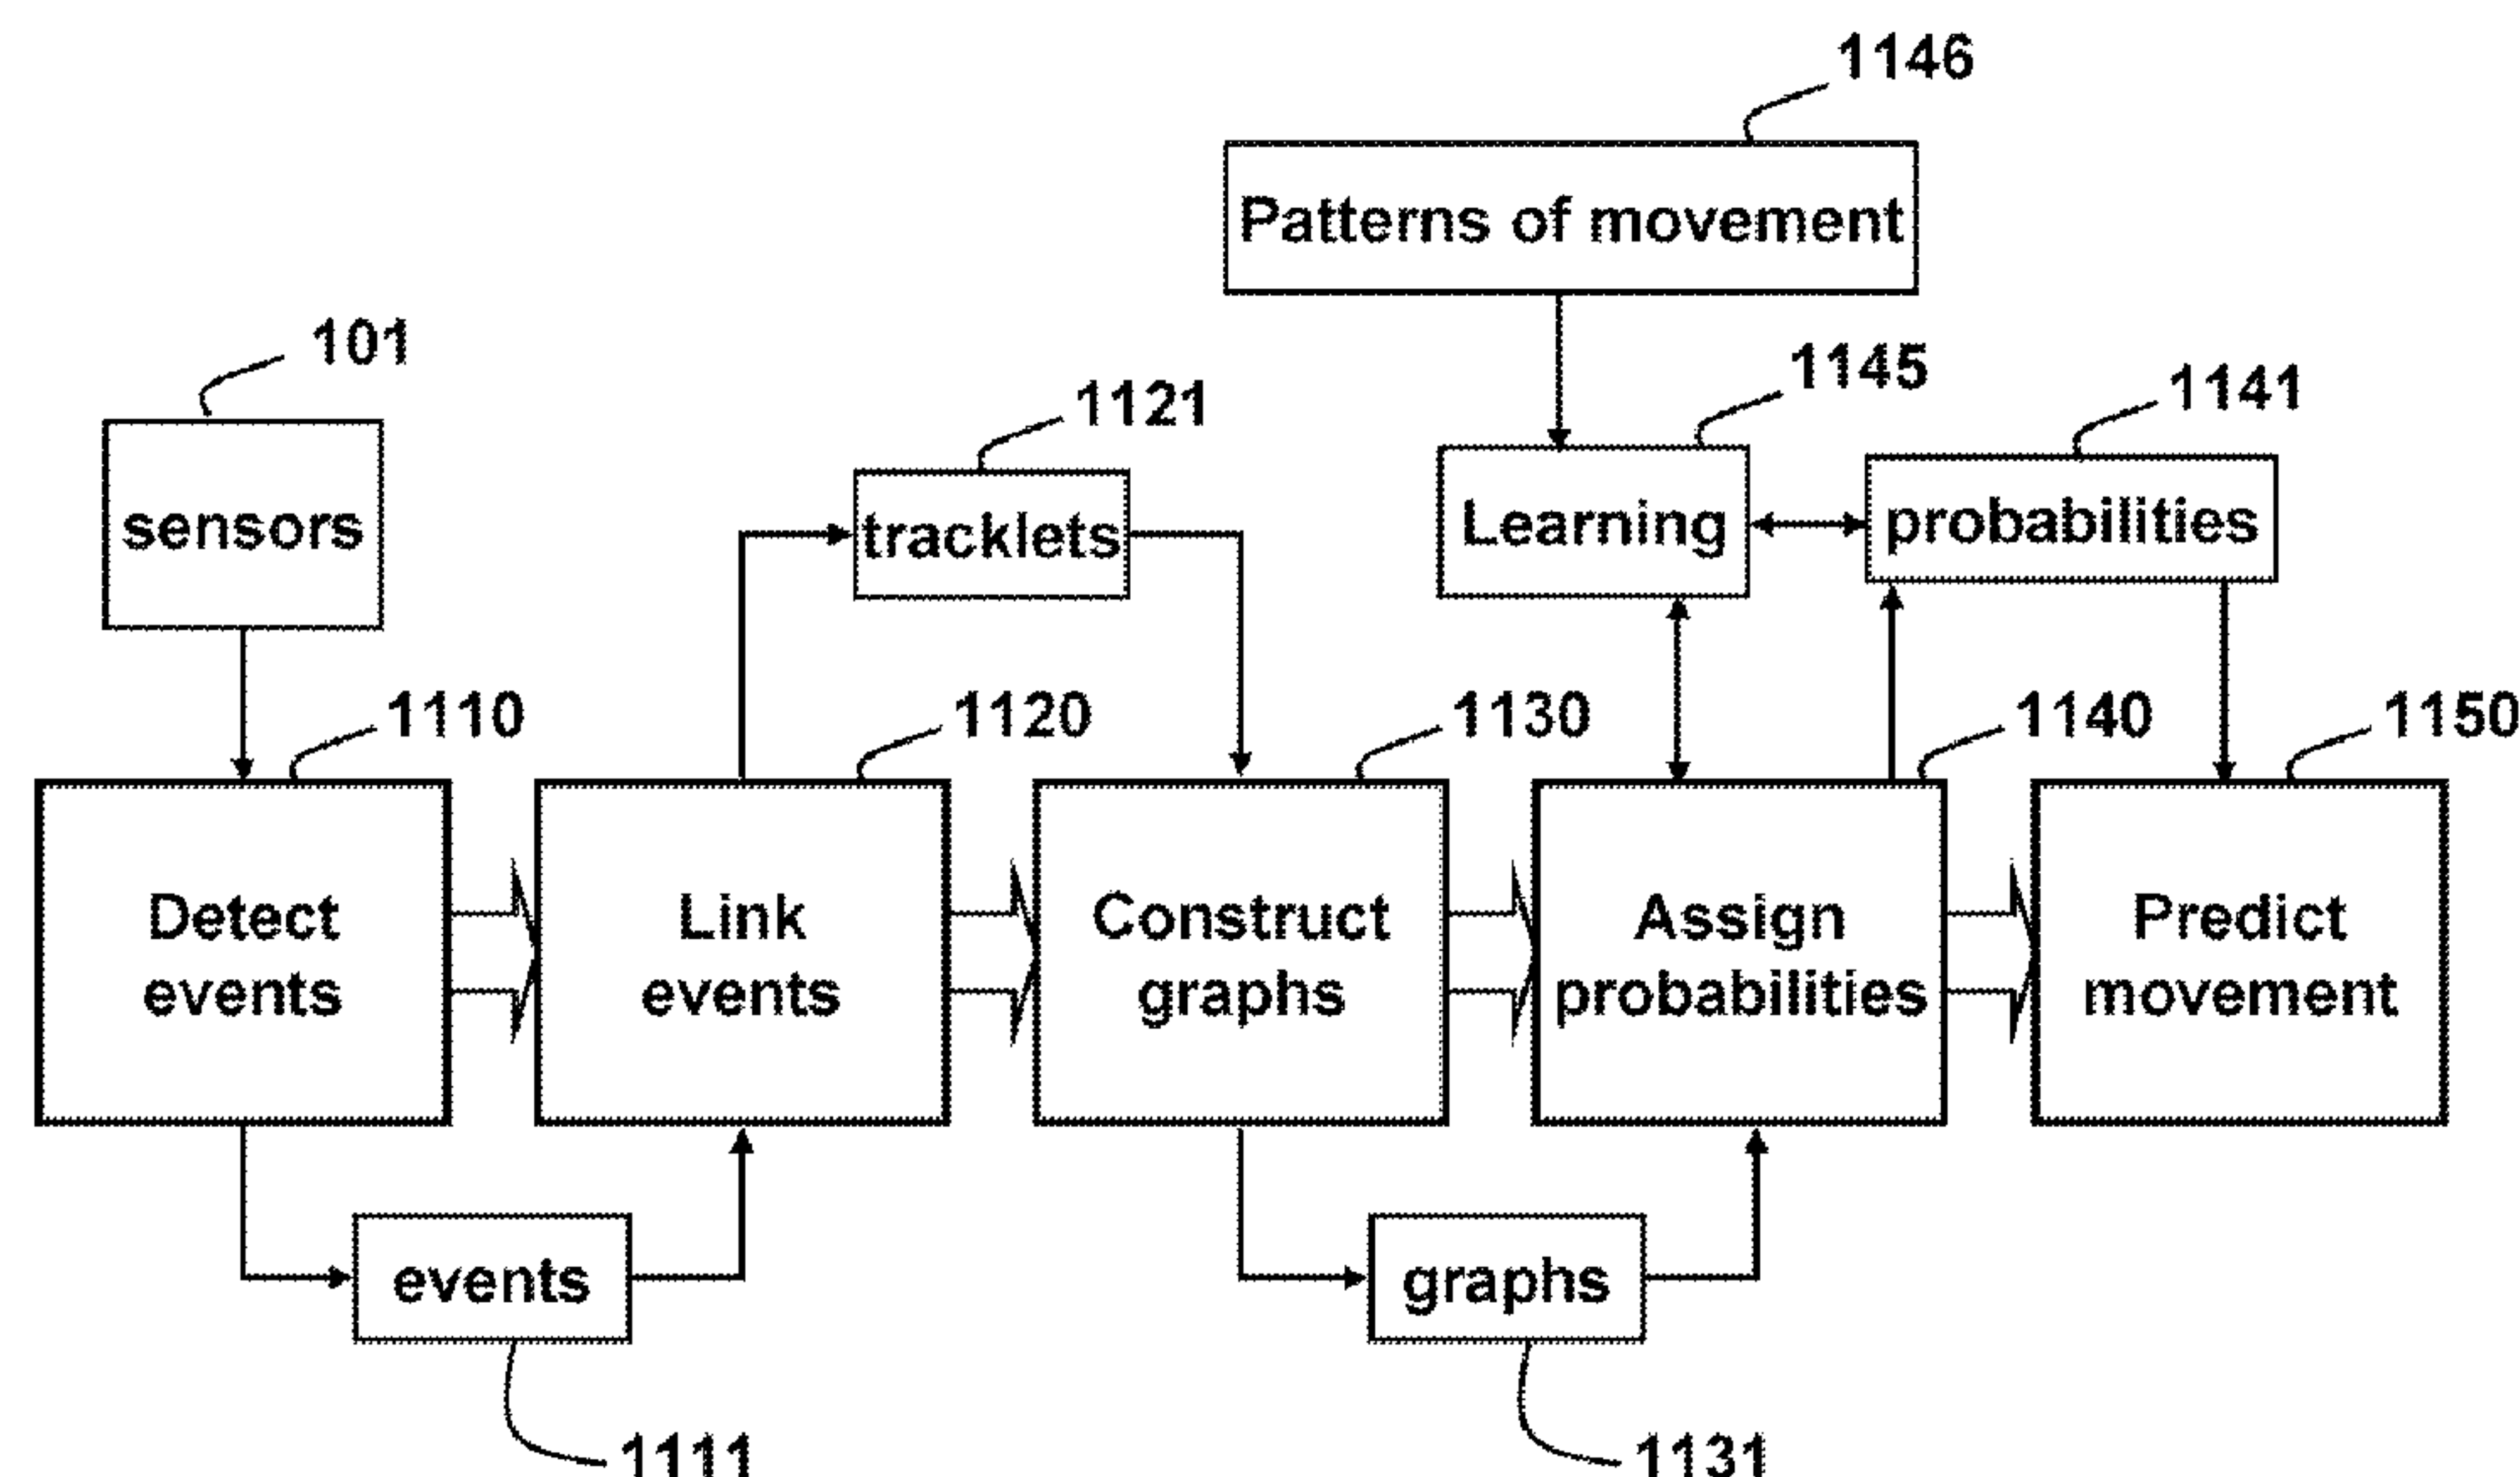 1146
Patterns of movement
101
1121
1145
1141
sensors
tracklets
Learning
probabilities
1110
1120
1130
1140
1150
Detect
events
Link
events
Construct
graphs
Assign
probabilities
Predict
movement
events
graphs
1111
1131